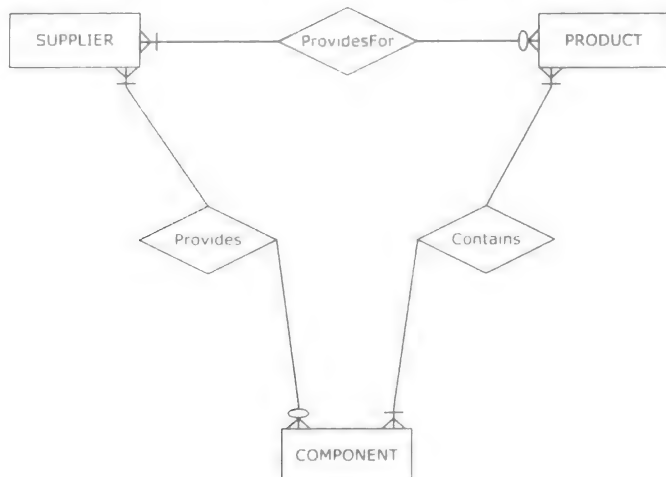 SUPPLIER
ProvidesFor
PRODUCT
Provides
Contains
COMPONENT